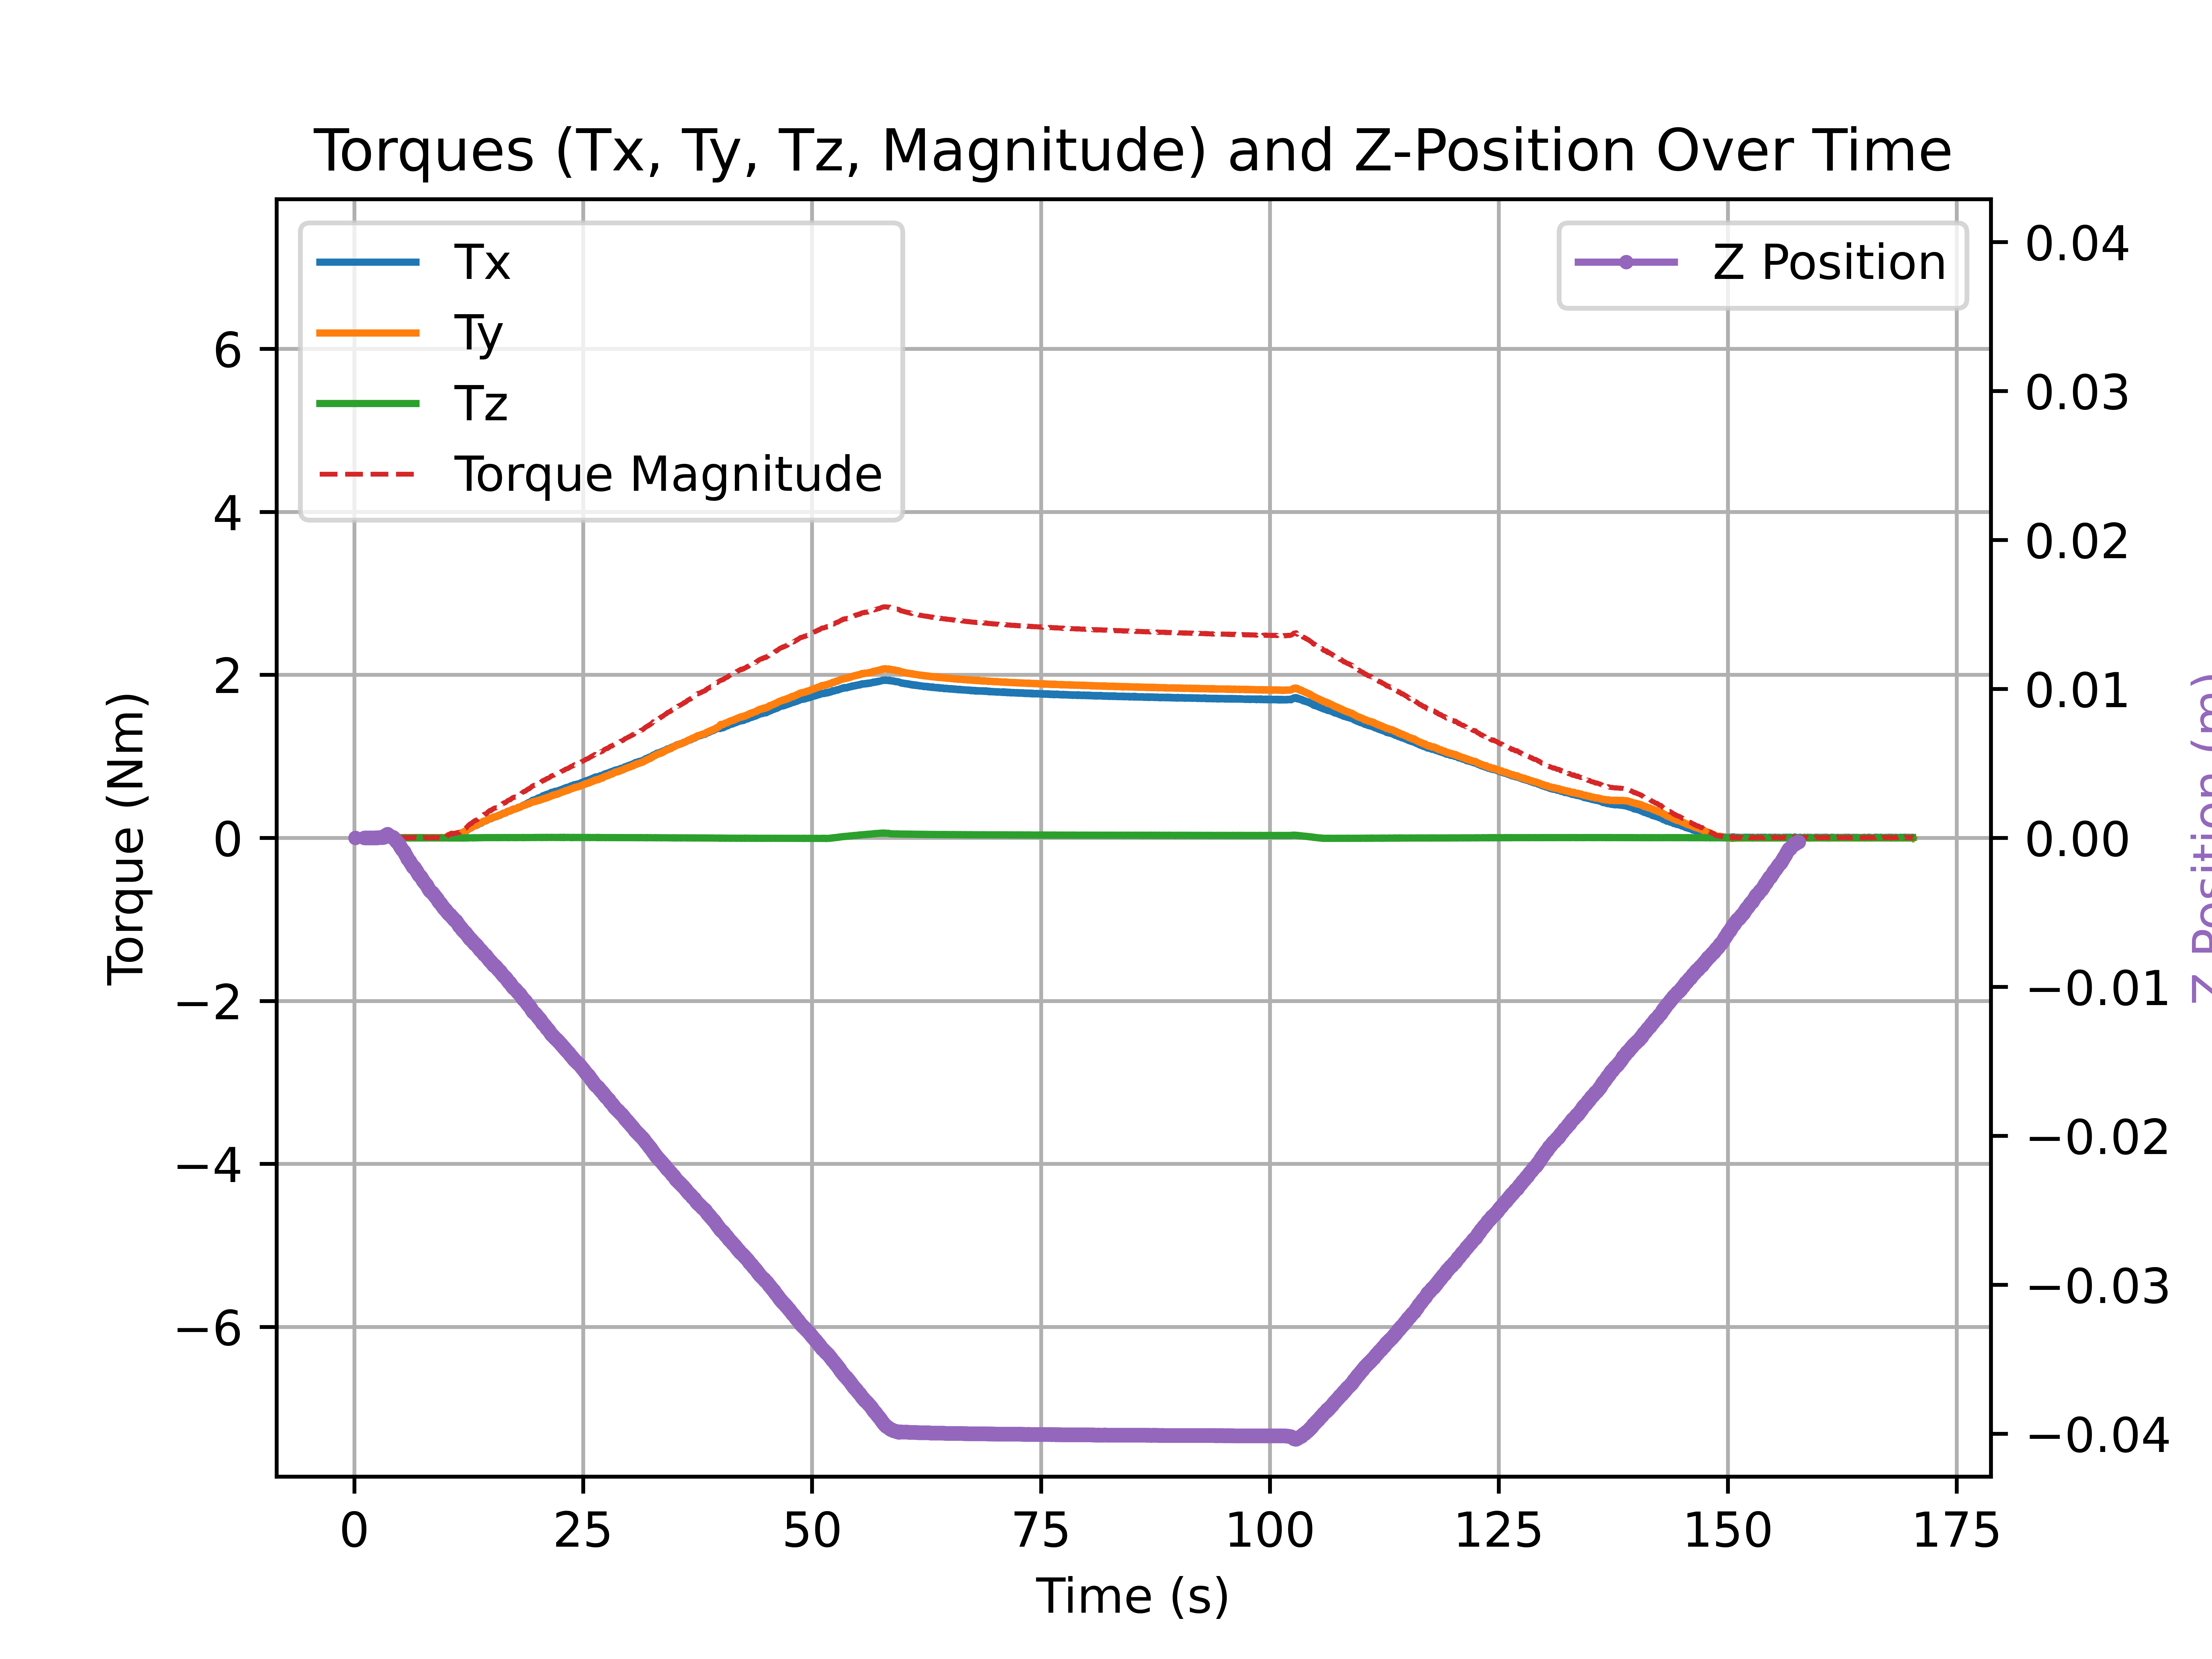 Torques (Tx, Ty, Tz, Magnitude) and Z-Position Over Time
Tx
Ty
Tz
Torque Magnitude
Z Position
Torque (Nm)
6
4
2
0
−2
−4
−6
0.04
0.03
0.02
0.01
0.00
−0.01
−0.02
−0.03
−0.04
Z Position (m)
0 25 50 75 100 125 150 175
Time (s)